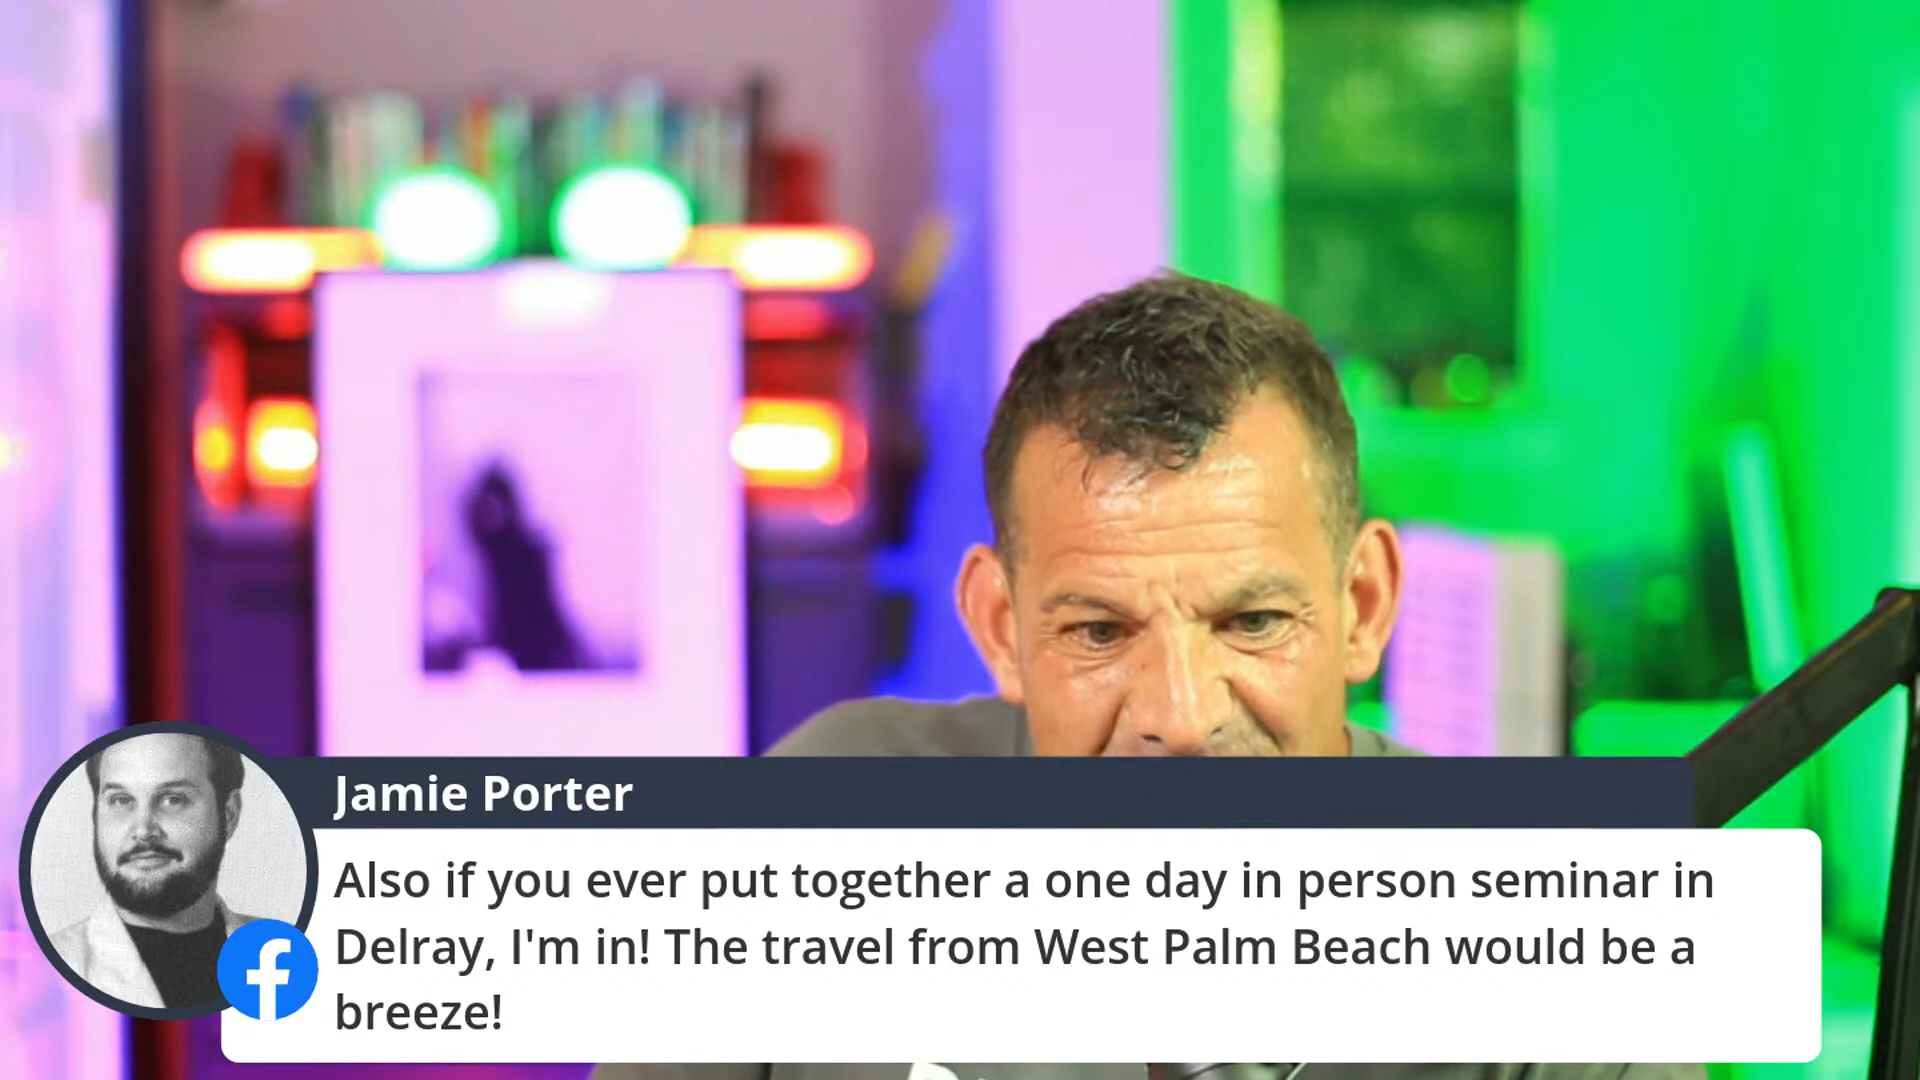 Jamie Porter
Also if you ever put together a one day in person seminar in
Delray, I'm in! The travel from West Palm Beach would be a
breeze!